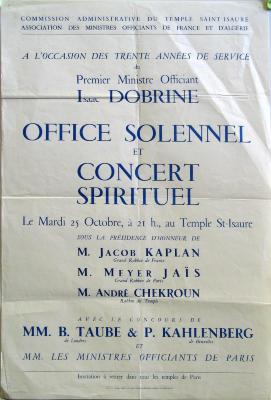 COMMISSION ADMINISTRATIVE DU TEMPLE SAINT-ISAURE
ASSOCIATION DES MINISTRES OFFICIANTS DE FRANCE ET D'ALGERIE
A L'OCCASION DES TRENTE ANNÉES DE SERVICE
du
Premier Ministre Officiant
Isaac DOBRINE
OFFICE SOLENNEL
ET
CONCERT
SPIRITUEL
Le Mardi 25 Octobre, à 21 h., au Temple St-Isaure
SOUS LA PRÉSIDENCE D'HONNEUR DE
M. Jacob KAPLAN
Grand Rabbin de France
M. Meyer JAÏS
Grand Rabbin de Paris
M. André CHEKROUN
Rabbin du Temple
AVEC LE CONCOURS DE
MM. B. TAUBE & P. KAHLENBERG
de Londres de Bruxelles
ET
MM. LES MINISTRES OFFICIANTS DE PARIS
Invitation à retirer dans tous les temples de Paris